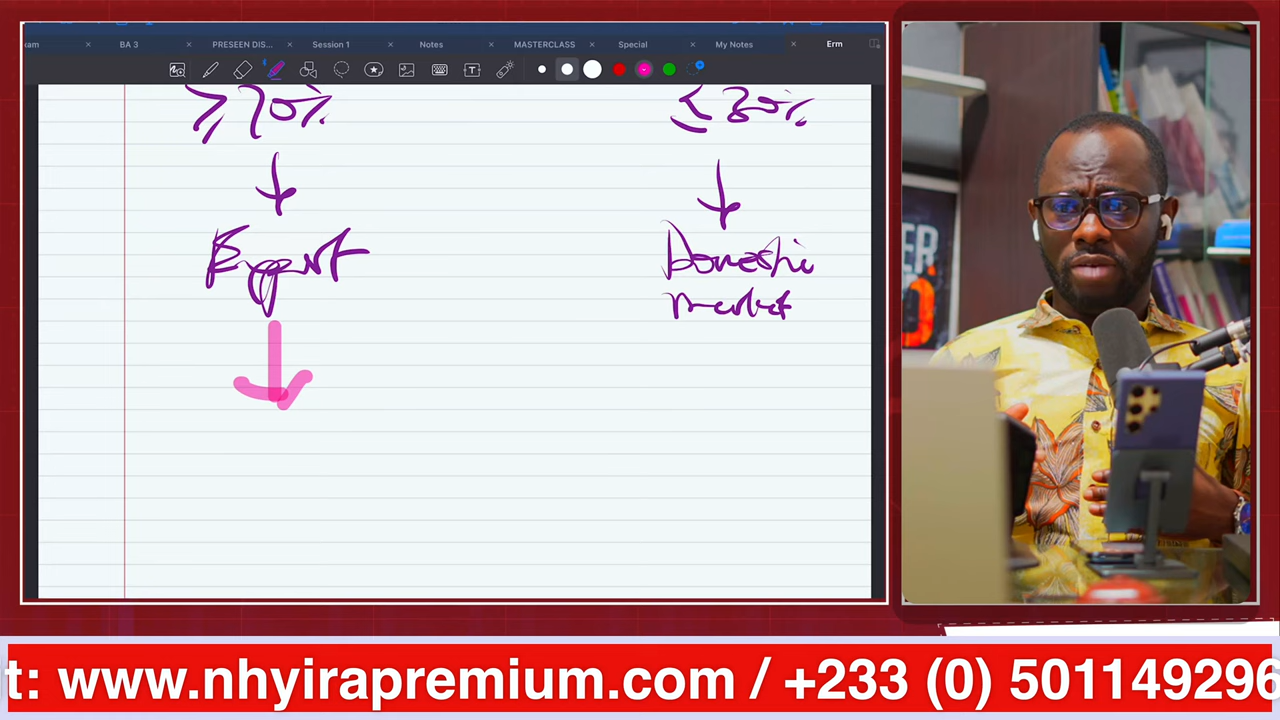 am
BA 3
PRESEEN DIS...
Session 1
Notes
MASTERCLASS
Special
My Notes
Erm
≥70%
≤30%
Export
Domestic
market
t: www.nhyirapremium.com / +233 (0) 501149296